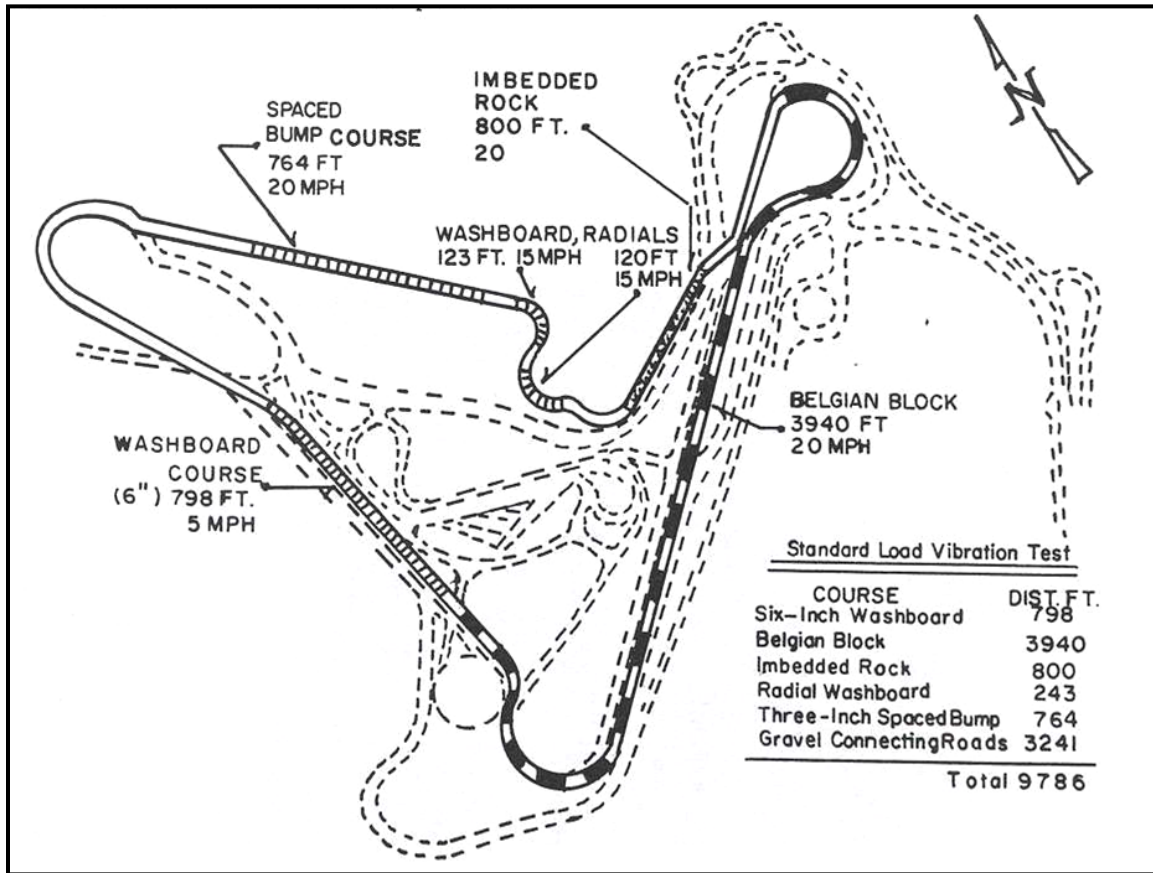 IMBEDDED
ROCK
800 FT.
20
SPACED
BUMP COURSE
764 FT
20 MPH
N
WASHBOARD, RADIALS
123 FT. 15 MPH 120 FT
15 MPH
BELGIAN BLOCK
3940 FT
20 MPH
WASHBOARD
COURSE
(6") 798 FT.
5 MPH
Standard Load Vibration Test
COURSE DIST. FT.
Six-Inch Washboard 798
Belgian Block 3940
Imbedded Rock 800
Radial Washboard 243
Three-Inch Spaced Bump 764
Gravel Connecting Roads 3241
Total 9786